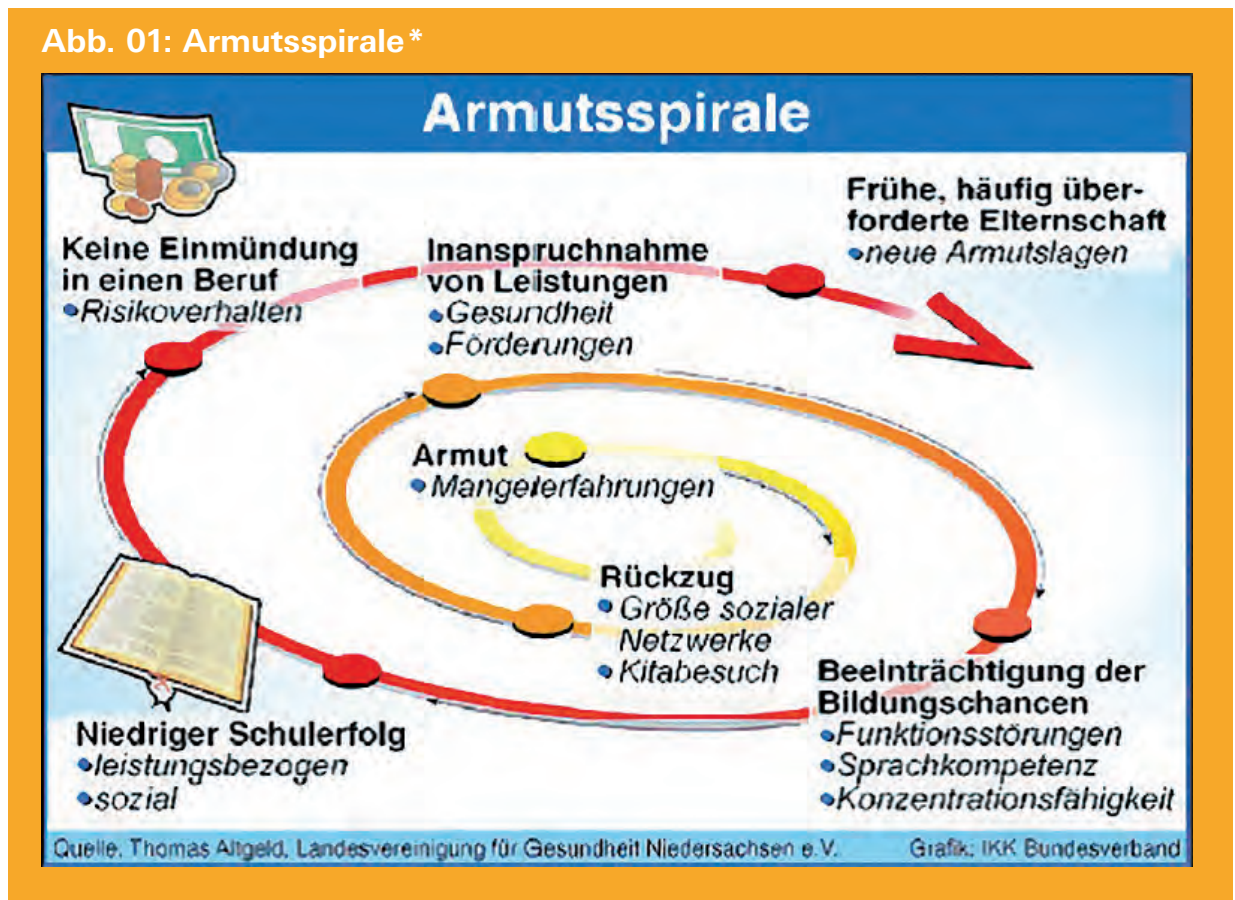 Abb. 01: Armutsspirale*
Armutsspirale
Keine Einmündung
in einen Beruf
•Risikoverhalten
Inanspruchnahme
von Leistungen
•Gesundheit
•Förderungen
Frühe, häufig über-
forderte Elternschaft
•neue Armutslagen
Armut
•Mangelerfahrungen
Rückzug
•Größe sozialer
Netzwerke
•Kitabesuch
Beeinträchtigung der
Bildungschancen
•Funktionsstörungen
•Sprachkompetenz
•Konzentrationsfähigkeit
Niedriger Schulerfolg
•leistungsbezogen
•sozial
Quelle: Thomas Altgeld, Landesvereinigung für Gesundheit Niedersachsen e.V.
Grafik: IKK Bundesverband